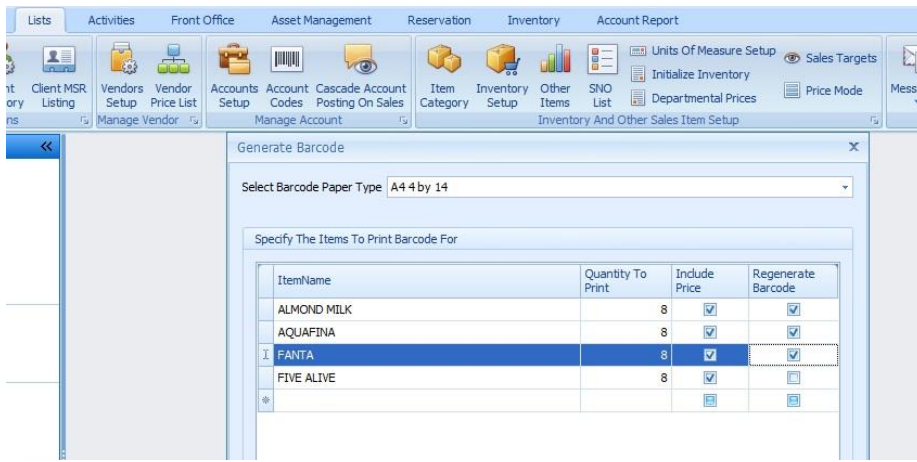 Lists Activities Front Office Asset Management Reservation Inventory Account Report
Client MSR Listing
Vendors Setup
Vendor Price List
Accounts Setup
Account Codes
Cascade Account Posting On Sales
Item Category
Inventory Setup
Other Items
SNO List
Units Of Measure Setup
Initialize Inventory
Departmental Prices
Sales Targets
Price Mode
Mess
Manage Vendor
Manage Account
Inventory And Other Sales Item Setup
Generate Barcode
Select Barcode Paper Type A4 4 by 14
Specify The Items To Print Barcode For
ItemName Quantity To Print Include Price Regenerate Barcode
ALMOND MILK 8
AQUAFINA 8
FANTA 8
FIVE ALIVE 8